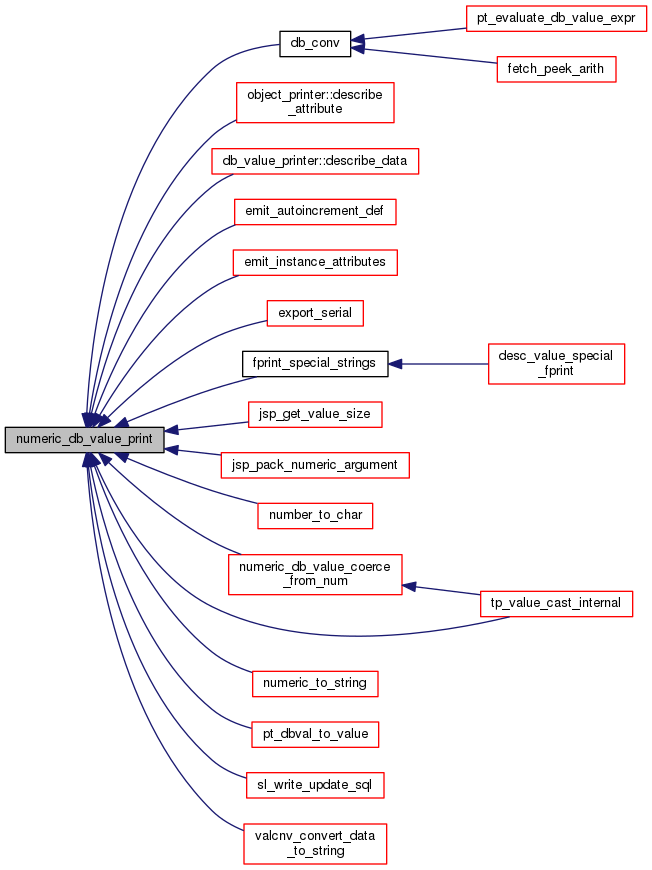 pt_evaluate_db_value_expr
db_conv
fetch_peek_arith
object_printer::describe
_attribute
db_value_printer::describe_data
emit_autoincrement_def
emit_instance_attributes
export_serial
fprint_special_strings
desc_value_special
_fprint
jsp_get_value_size
numeric_db_value_print
jsp_pack_numeric_argument
number_to_char
numeric_db_value_coerce
_from_num
tp_value_cast_internal
numeric_to_string
pt_dbval_to_value
sl_write_update_sql
valcnv_convert_data
_to_string